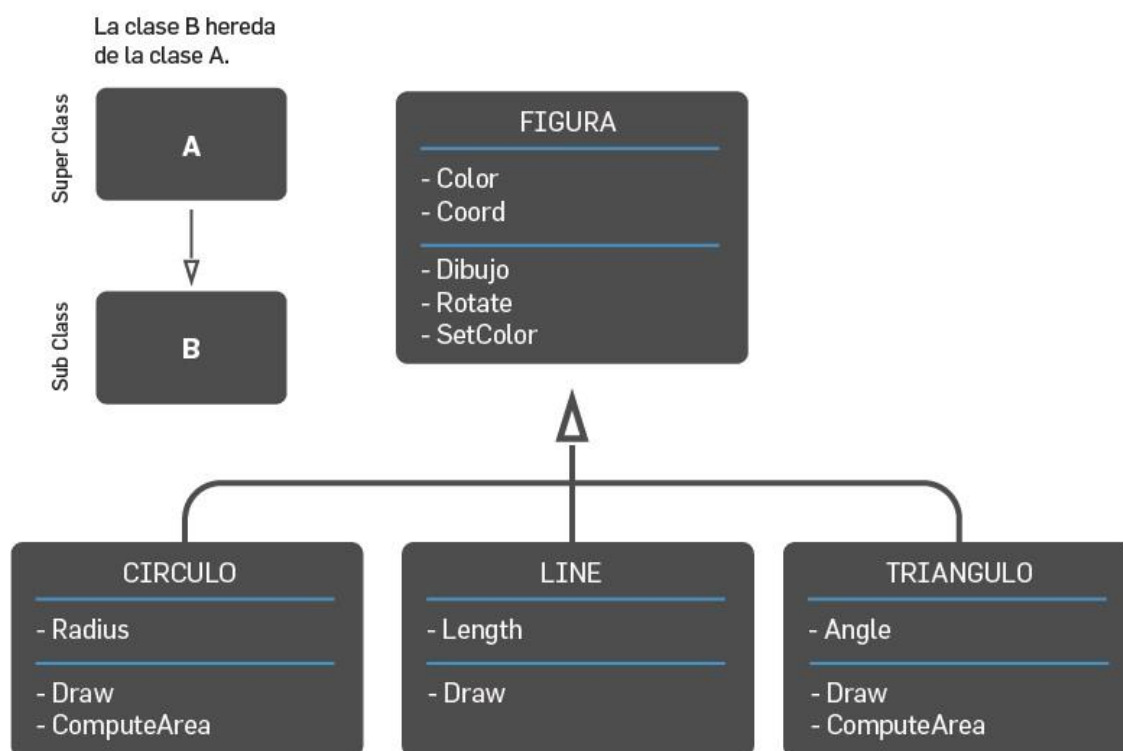 La clase B hereda
de la clase A.
Super Class
A
Sub Class
B
FIGURA
- Color
- Coord
- Dibujo
- Rotate
- SetColor
CIRCULO
- Radius
- Draw
- ComputeArea
LINE
- Length
- Draw
TRIANGULO
- Angle
- Draw
- ComputeArea